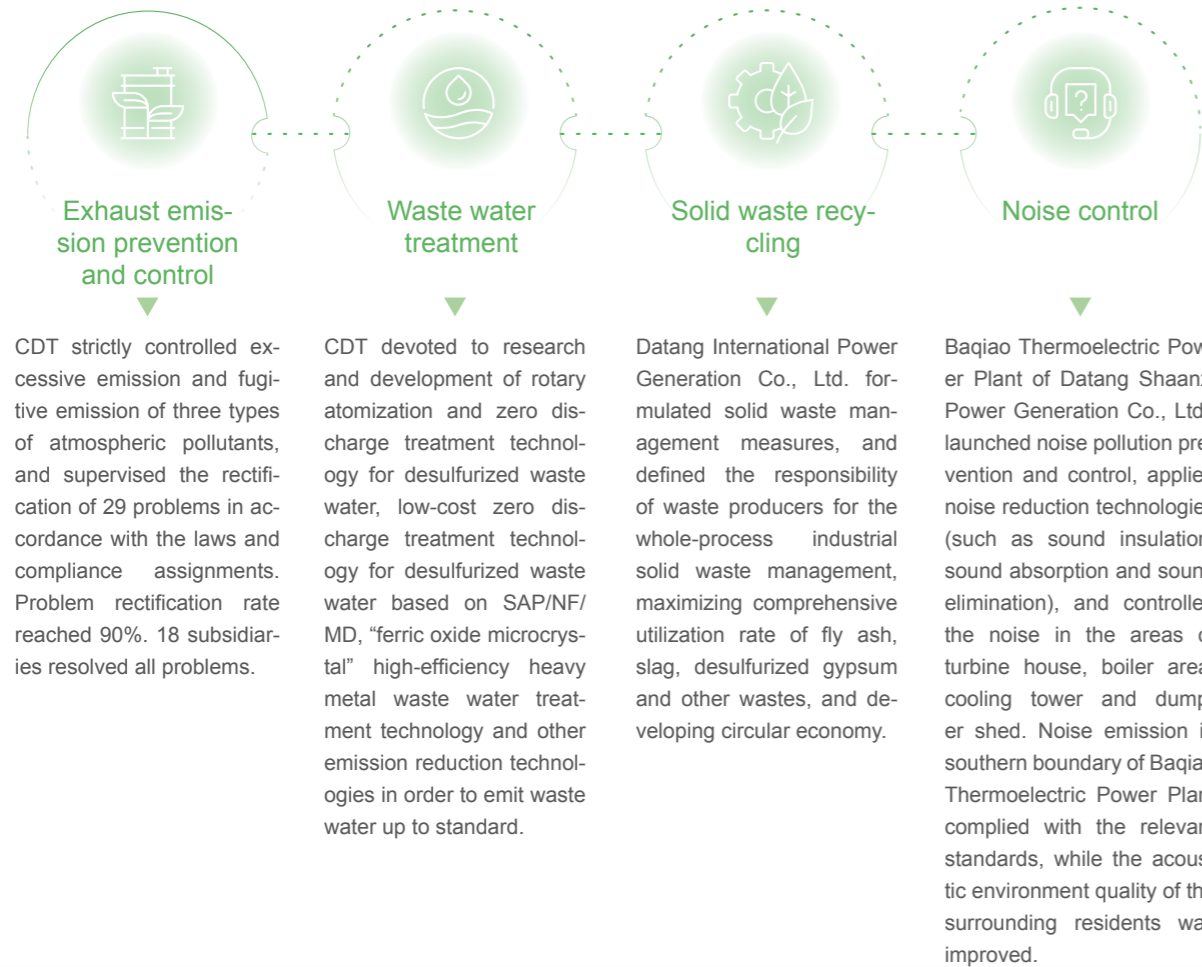 ?
Exhaust emis-
sion prevention
and control
CDT strictly controlled ex-
cessive emission and fugi-
tive emission of three types
of atmospheric pollutants,
and supervised the rectifi-
cation of 29 problems in ac-
cordance with the laws and
compliance assignments.
Problem rectification rate
reached 90%. 18 subsidiar-
ies resolved all problems.
Waste water
treatment
CDT devoted to research
and development of rotary
atomization and zero dis-
charge treatment technol-
ogy for desulfurized waste
water, low-cost zero dis-
charge treatment technol-
ogy for desulfurized waste
water based on SAP/NF/
MD, “ferric oxide microcrys-
tal” high-efficiency heavy
metal waste water treat-
ment technology and other
emission reduction technol-
ogies in order to emit waste
water up to standard.
Solid waste recy-
cling
Datang International Power
Generation Co., Ltd. for-
mulated solid waste man-
agement measures, and
defined the responsibility
of waste producers for the
whole-process industrial
solid waste management,
maximizing comprehensive
utilization rate of fly ash,
slag, desulfurized gypsum
and other wastes, and de-
veloping circular economy.
Noise control
Baqiao Thermoelectric Pow
er Plant of Datang Shaan
Power Generation Co., Ltd
launched noise pollution pre
vention and control, applie
noise reduction technologie
(such as sound insulation
sound absorption and soun
elimination), and controlle
the noise in the areas o
turbine house, boiler area
cooling tower and dump
er shed. Noise emission i
southern boundary of Baqia
Thermoelectric Power Plan
complied with the relevan
standards, while the acous
tic environment quality of th
surrounding residents wa
improved.